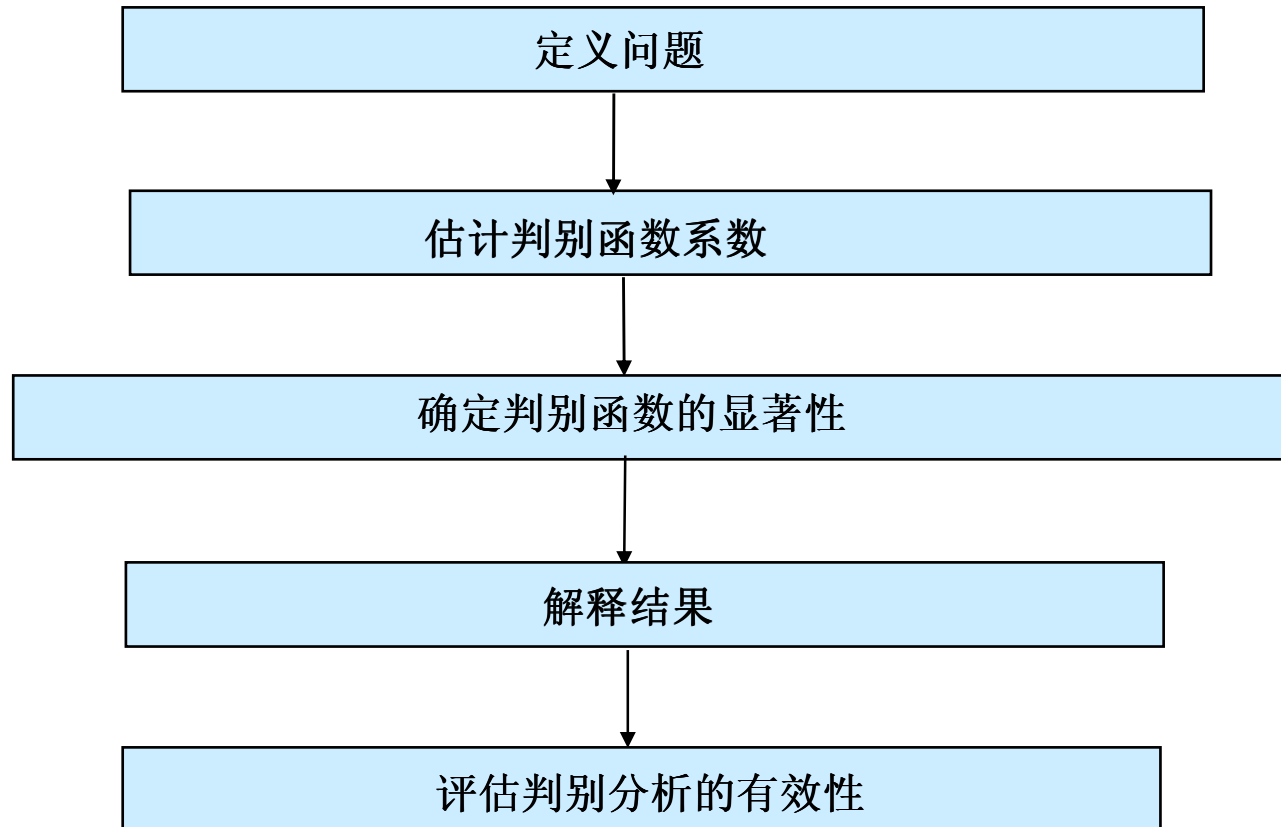 定义问题
估计判别函数系数
确定判别函数的显著性
解释结果
评估判别分析的有效性